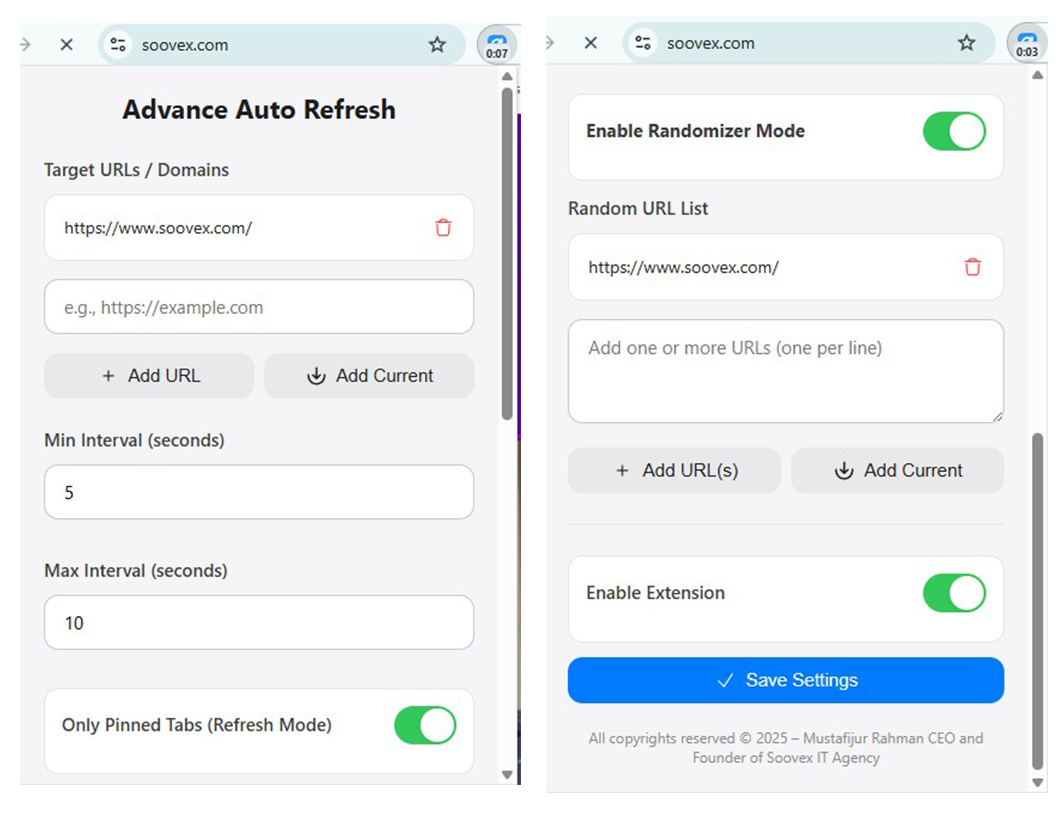 soovex.com
0:07
Advance Auto Refresh
Target URLs / Domains
https://www.soovex.com/
e.g., https://example.com
+ Add URL
Add Current
Min Interval (seconds)
5
Max Interval (seconds)
10
Only Pinned Tabs (Refresh Mode)
soovex.com
0:03
Enable Randomizer Mode
Random URL List
https://www.soovex.com/
Add one or more URLs (one per line)
+ Add URL(s)
Add Current
Enable Extension
Save Settings
All copyrights reserved © 2025 – Mustafijur Rahman CEO and
Founder of Soovex IT Agency